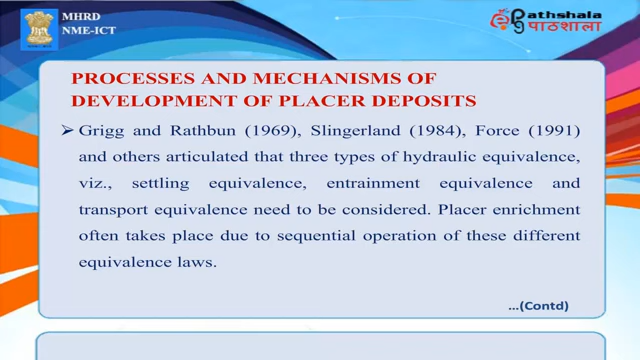 MHRD
NME-ICT
athshala
पाठशाला
PROCESSES AND MECHANISMS OF
DEVELOPMENT OF PLACER DEPOSITS
➢ Grigg and Rathbun (1969), Slingerland (1984), Force (1991)
and others articulated that three types of hydraulic equivalence,
viz., settling equivalence, entrainment equivalence and
transport equivalence need to be considered. Placer enrichment
often takes place due to sequential operation of these different
equivalence laws.
...(Contd)